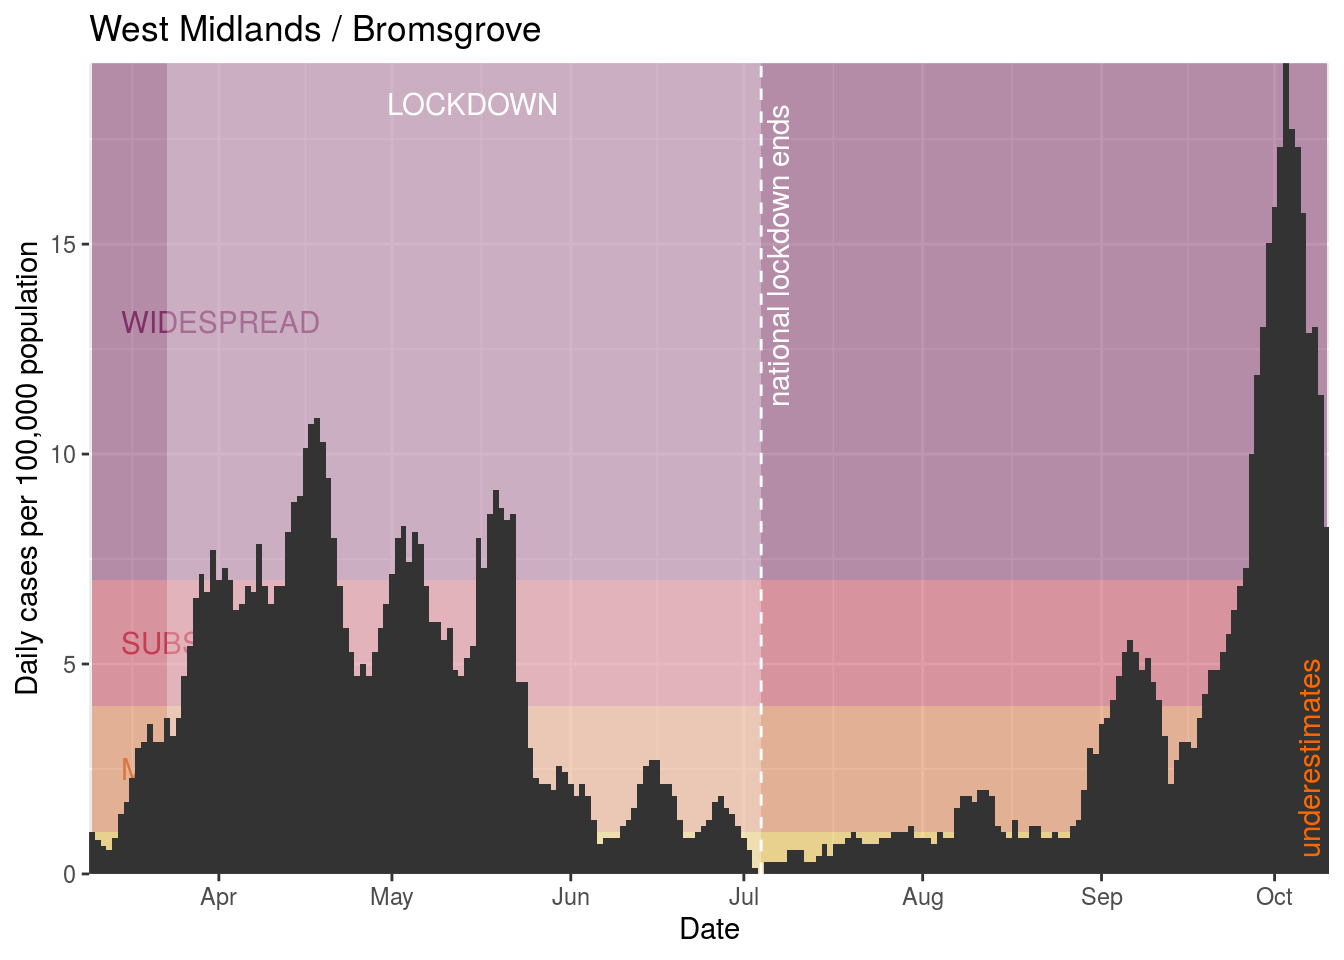 West Midlands / Bromsgrove
LOCKDOWN
national lockdown ends
WIDESPREAD
underestimates
Daily cases per 100,000 population
15
10
5
0
Apr
May
Jun
Jul
Aug
Sep
Oct
Date